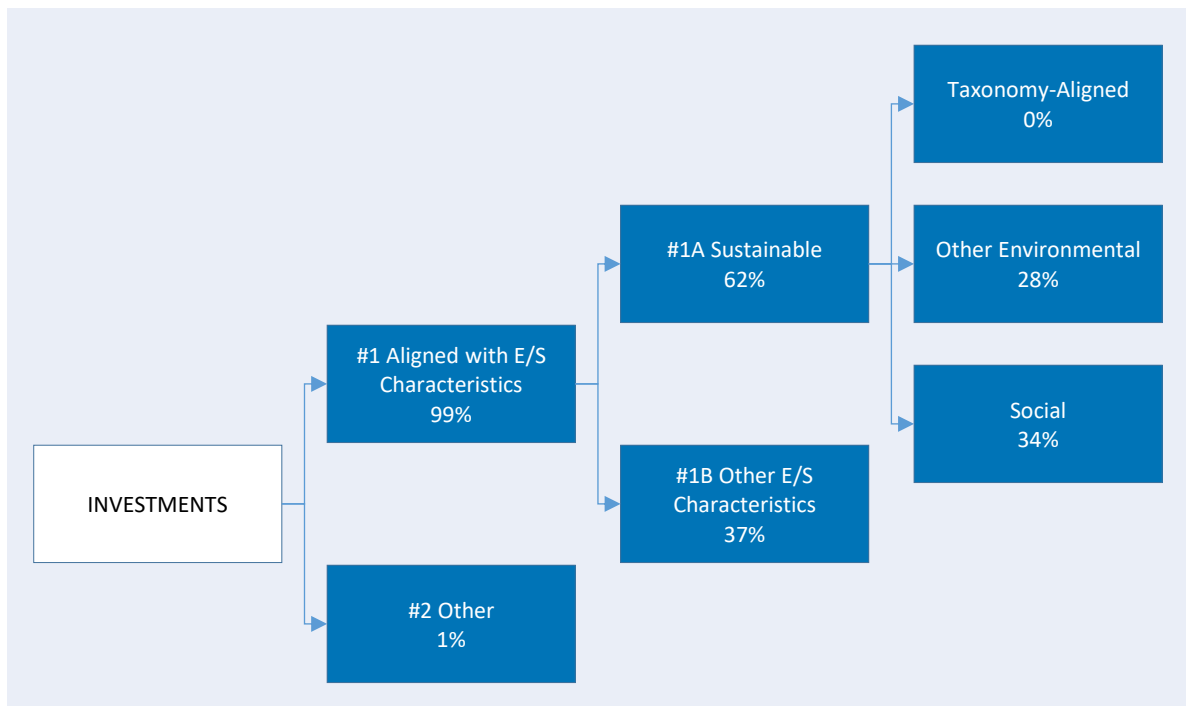 INVESTMENTS
#1 Aligned with E/S
Characteristics
99%
#2 Other
1%
#1A Sustainable
62%
#1B Other E/S
Characteristics
37%
Taxonomy-Aligned
0%
Other Environmental
28%
Social
34%